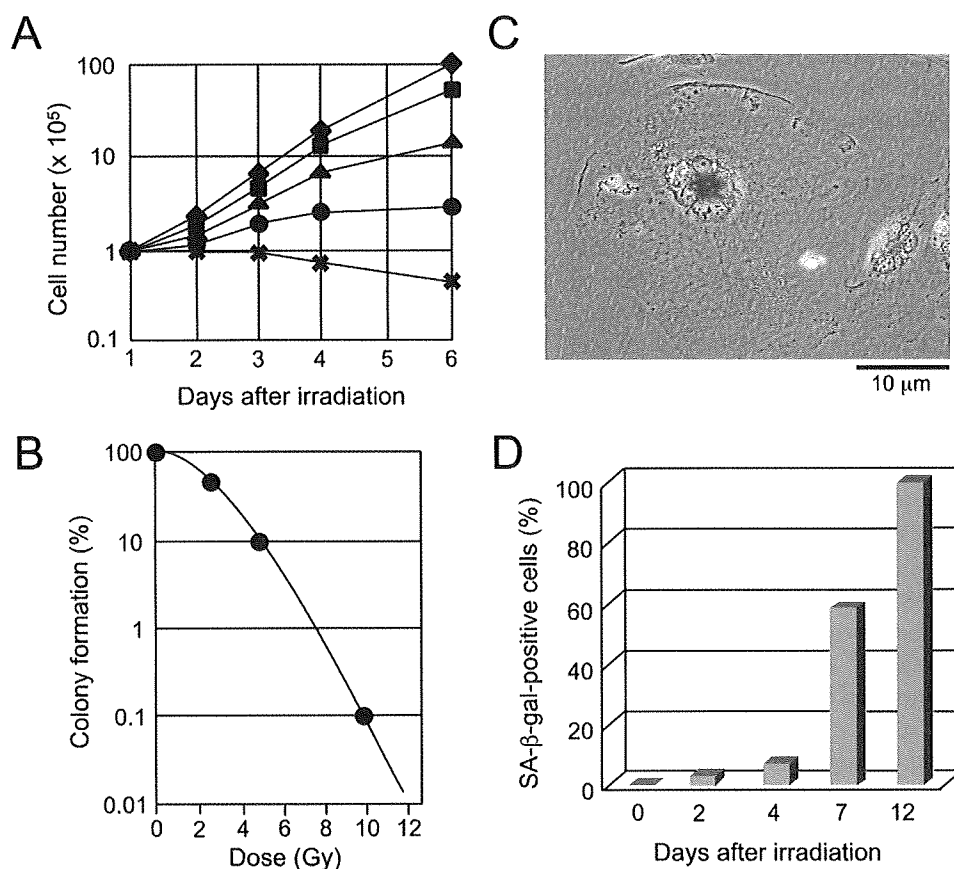 A
Cell number (x 10⁵)
100
10
1
0.1
1 2 3 4 5 6
Days after irradiation
B
Colony formation (%)
100
10
1
0.1
0.01
0 2 4 6 8 10 12
Dose (Gy)
C
10 μm
D
SA-β-gal-positive cells (%)
100
80
60
40
20
0
0 2 4 7 12
Days after irradiation